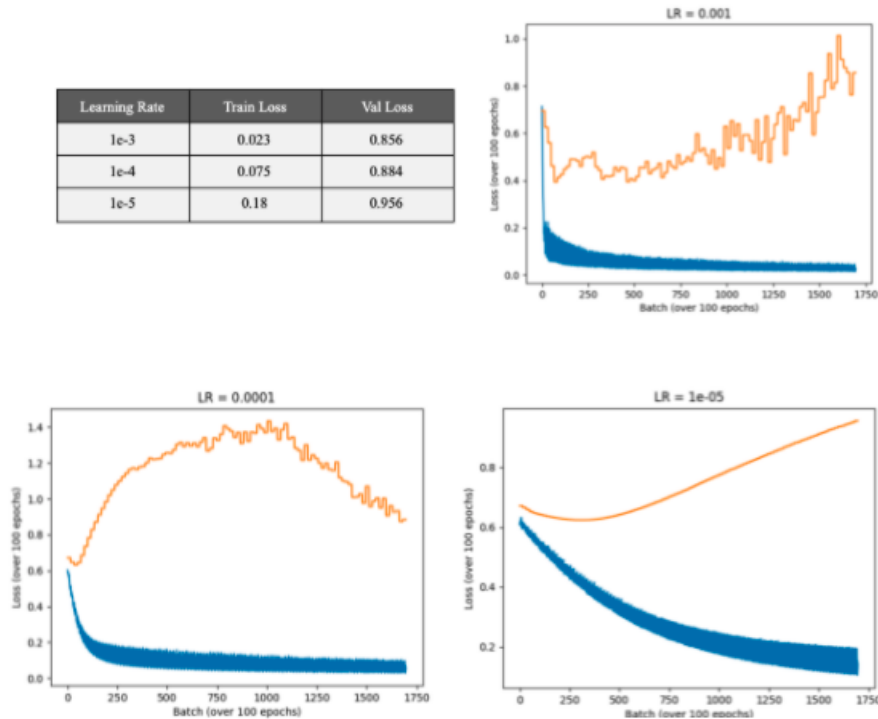 LR = 0.001
Learning Rate Train Loss Val Loss
1e-3 0.023 0.856
1e-4 0.075 0.884
1e-5 0.18 0.956
Loss (over 100 epochs)
1.0
0.8
0.6
0.4
0.2
0.0
0 250 500 750 1000 1250 1500 1750
Batch (over 100 epochs)
LR = 0.0001
Loss (over 100 epochs)
1.4
1.2
1.0
0.8
0.6
0.4
0.2
0.0
0 250 500 750 1000 1250 1500 1750
Batch (over 100 epochs)
LR = 1e-05
Loss (over 100 epochs)
0.8
0.6
0.4
0.2
0 250 500 750 1000 1250 1500 1750
Batch (over 100 epochs)